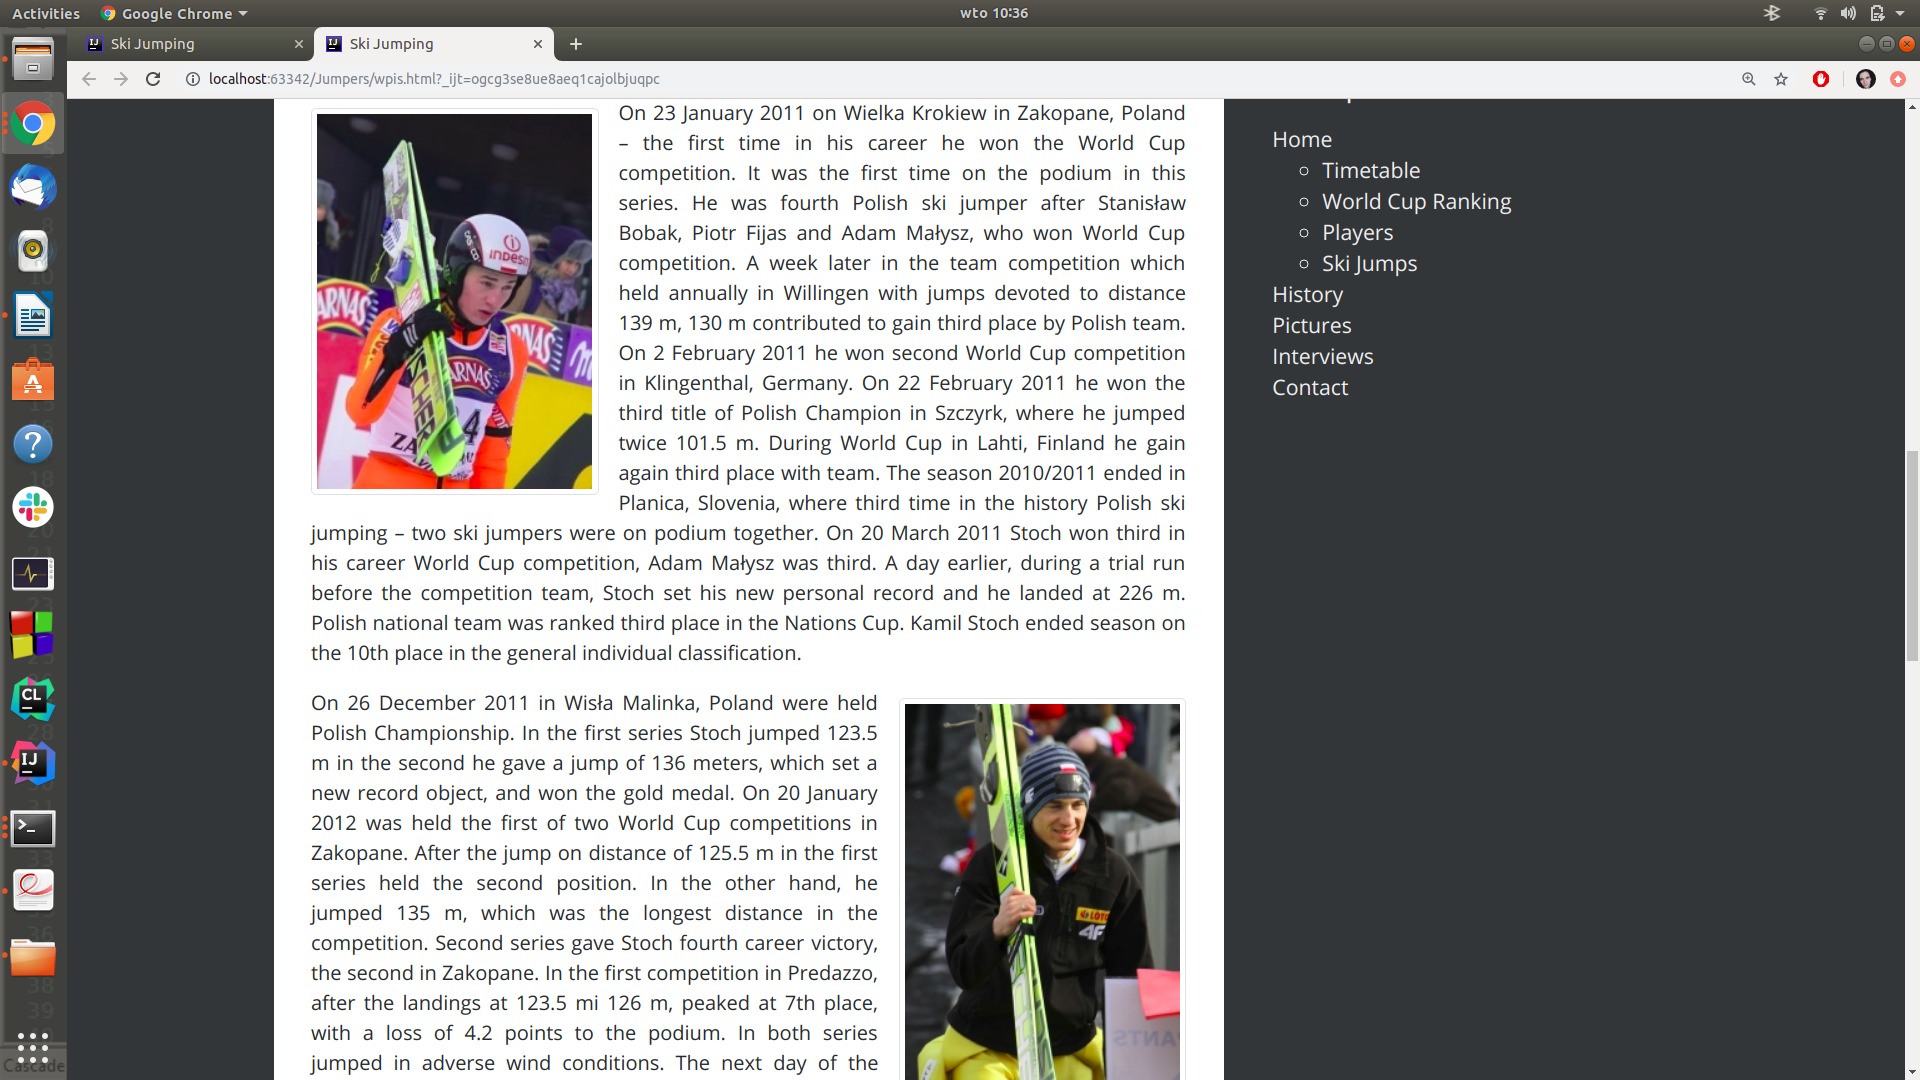 Activities
Google Chrome
wto 10:36
Ski Jumping
Ski Jumping
localhost:63342/Jumpers/wpis.html?_ijt=ogcg3se8ue8aeq1cajolbjuqpc
On 23 January 2011 on Wielka Krokiew in Zakopane, Poland
– the first time in his career he won the World Cup
competition. It was the first time on the podium in this
series. He was fourth Polish ski jumper after Stanisław
Bobak, Piotr Fijas and Adam Małysz, who won World Cup
competition. A week later in the team competition which
held annually in Willingen with jumps devoted to distance
139 m, 130 m contributed to gain third place by Polish team.
On 2 February 2011 he won second World Cup competition
in Klingenthal, Germany. On 22 February 2011 he won the
third title of Polish Champion in Szczyrk, where he jumped
twice 101.5 m. During World Cup in Lahti, Finland he gain
again third place with team. The season 2010/2011 ended in
Planica, Slovenia, where third time in the history Polish ski
jumping – two ski jumpers were on podium together. On 20 March 2011 Stoch won third in
his career World Cup competition, Adam Małysz was third. A day earlier, during a trial run
before the competition team, Stoch set his new personal record and he landed at 226 m.
Polish national team was ranked third place in the Nations Cup. Kamil Stoch ended season on
the 10th place in the general individual classification.
On 26 December 2011 in Wisła Malinka, Poland were held
Polish Championship. In the first series Stoch jumped 123.5
m in the second he gave a jump of 136 meters, which set a
new record object, and won the gold medal. On 20 January
2012 was held the first of two World Cup competitions in
Zakopane. After the jump on distance of 125.5 m in the first
series held the second position. In the other hand, he
jumped 135 m, which was the longest distance in the
competition. Second series gave Stoch fourth career victory,
the second in Zakopane. In the first competition in Predazzo,
after the landings at 123.5 mi 126 m, peaked at 7th place,
with a loss of 4.2 points to the podium. In both series
jumped in adverse wind conditions. The next day of the
Home
Timetable
World Cup Ranking
Players
Ski Jumps
History
Pictures
Interviews
Contact
indesit
ARNAS
ARNAS
FISCHER
4
LOTO
4F
CL
IJ
Cascade